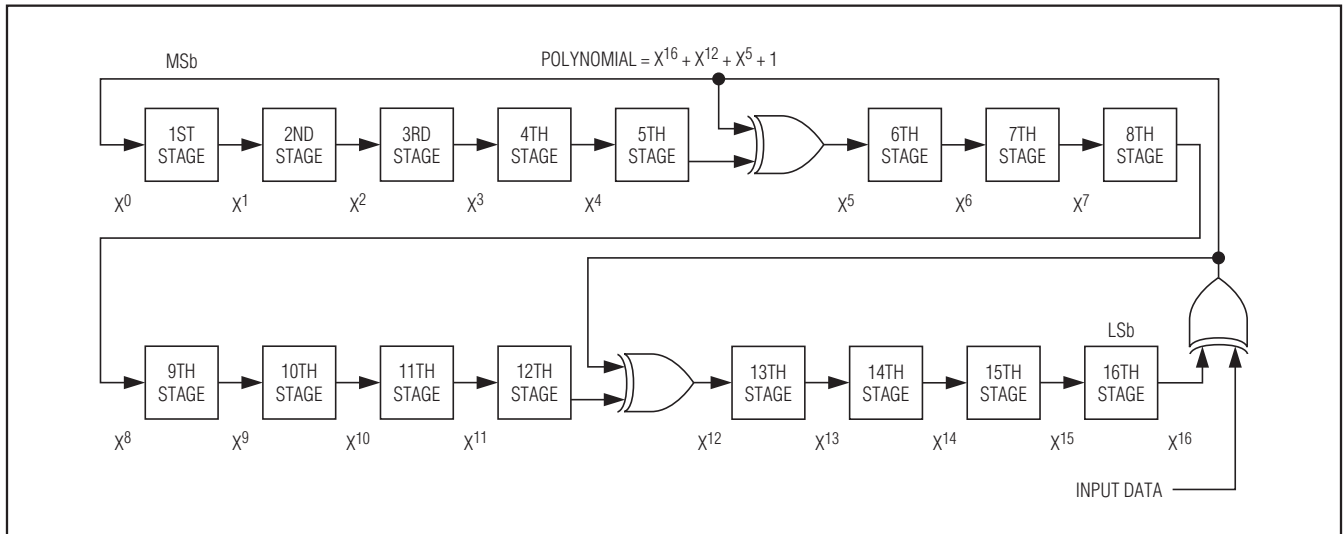 MSb
POLYNOMIAL = X¹⁶ + X¹² + X⁵ + 1
1ST STAGE
2ND STAGE
3RD STAGE
4TH STAGE
5TH STAGE
6TH STAGE
7TH STAGE
8TH STAGE
X⁰ X¹ X² X³ X⁴ X⁵ X⁶ X⁷
LSb
9TH STAGE
10TH STAGE
11TH STAGE
12TH STAGE
13TH STAGE
14TH STAGE
15TH STAGE
16TH STAGE
X⁸ X⁹ X¹⁰ X¹¹ X¹² X¹³ X¹⁴ X¹⁵ X¹⁶
INPUT DATA